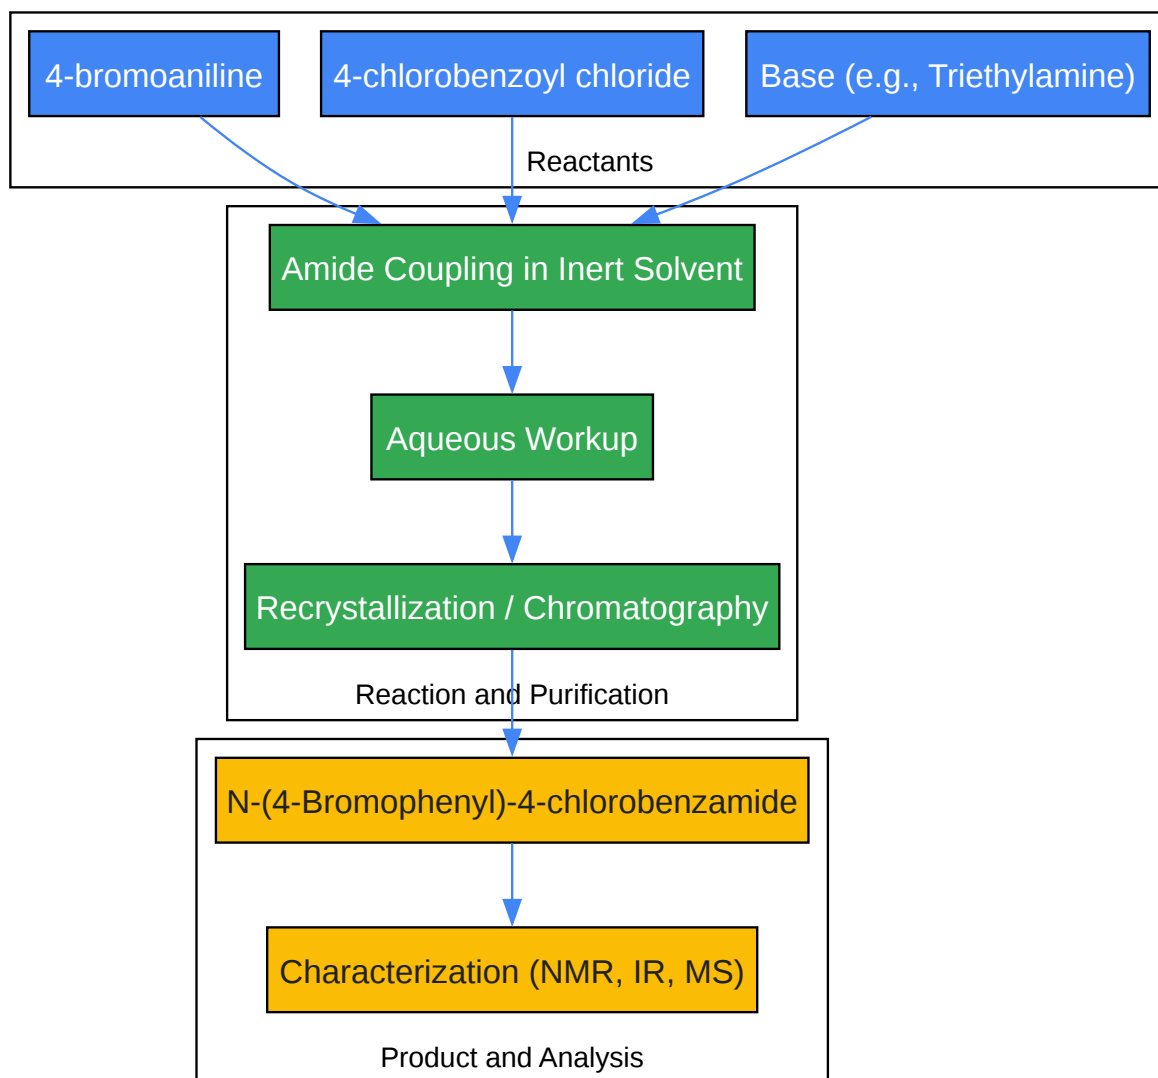 4-bromoaniline
4-chlorobenzoyl chloride
Base (e.g., Triethylamine)
Reactants
Amide Coupling in Inert Solvent
Aqueous Workup
Recrystallization / Chromatography
Reaction and Purification
N-(4-Bromophenyl)-4-chlorobenzamide
Characterization (NMR, IR, MS)
Product and Analysis